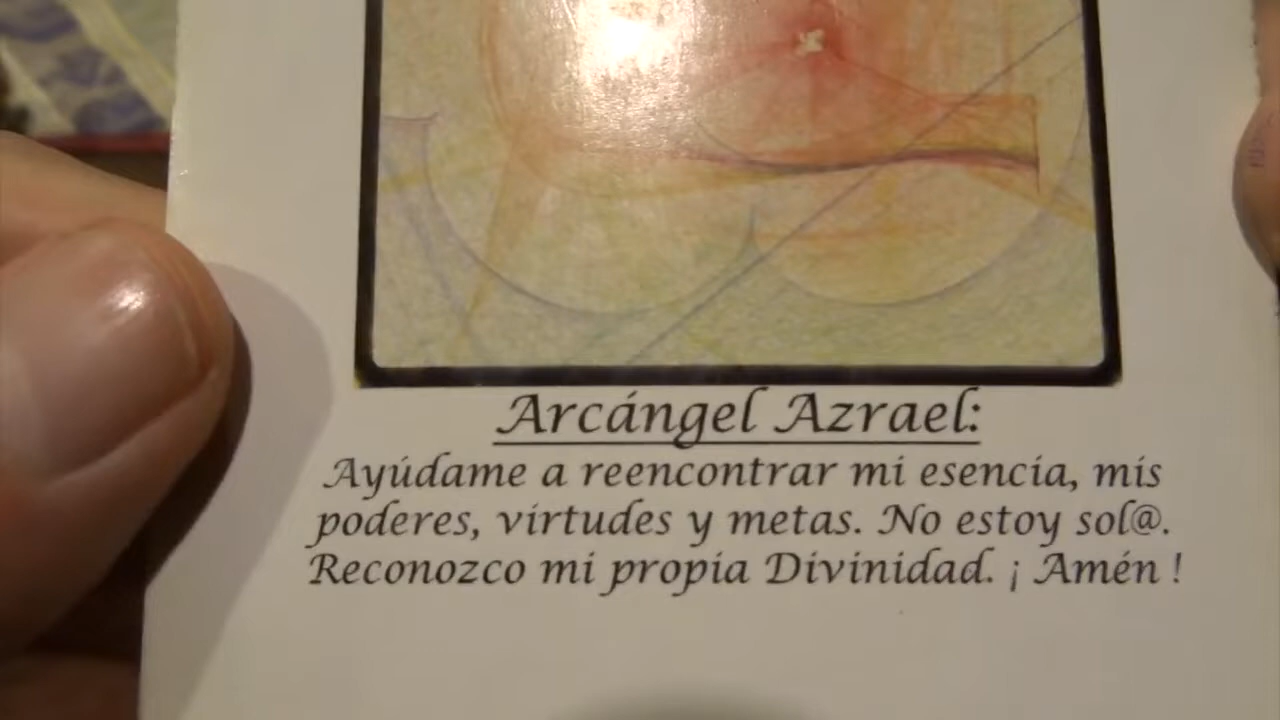 Arcángel Azrael:
Ayúdame a reencontrar mi esencia, mis
poderes, virtudes y metas. No estoy sol@.
Reconozco mi propia Divinidad. ¡ Amén !